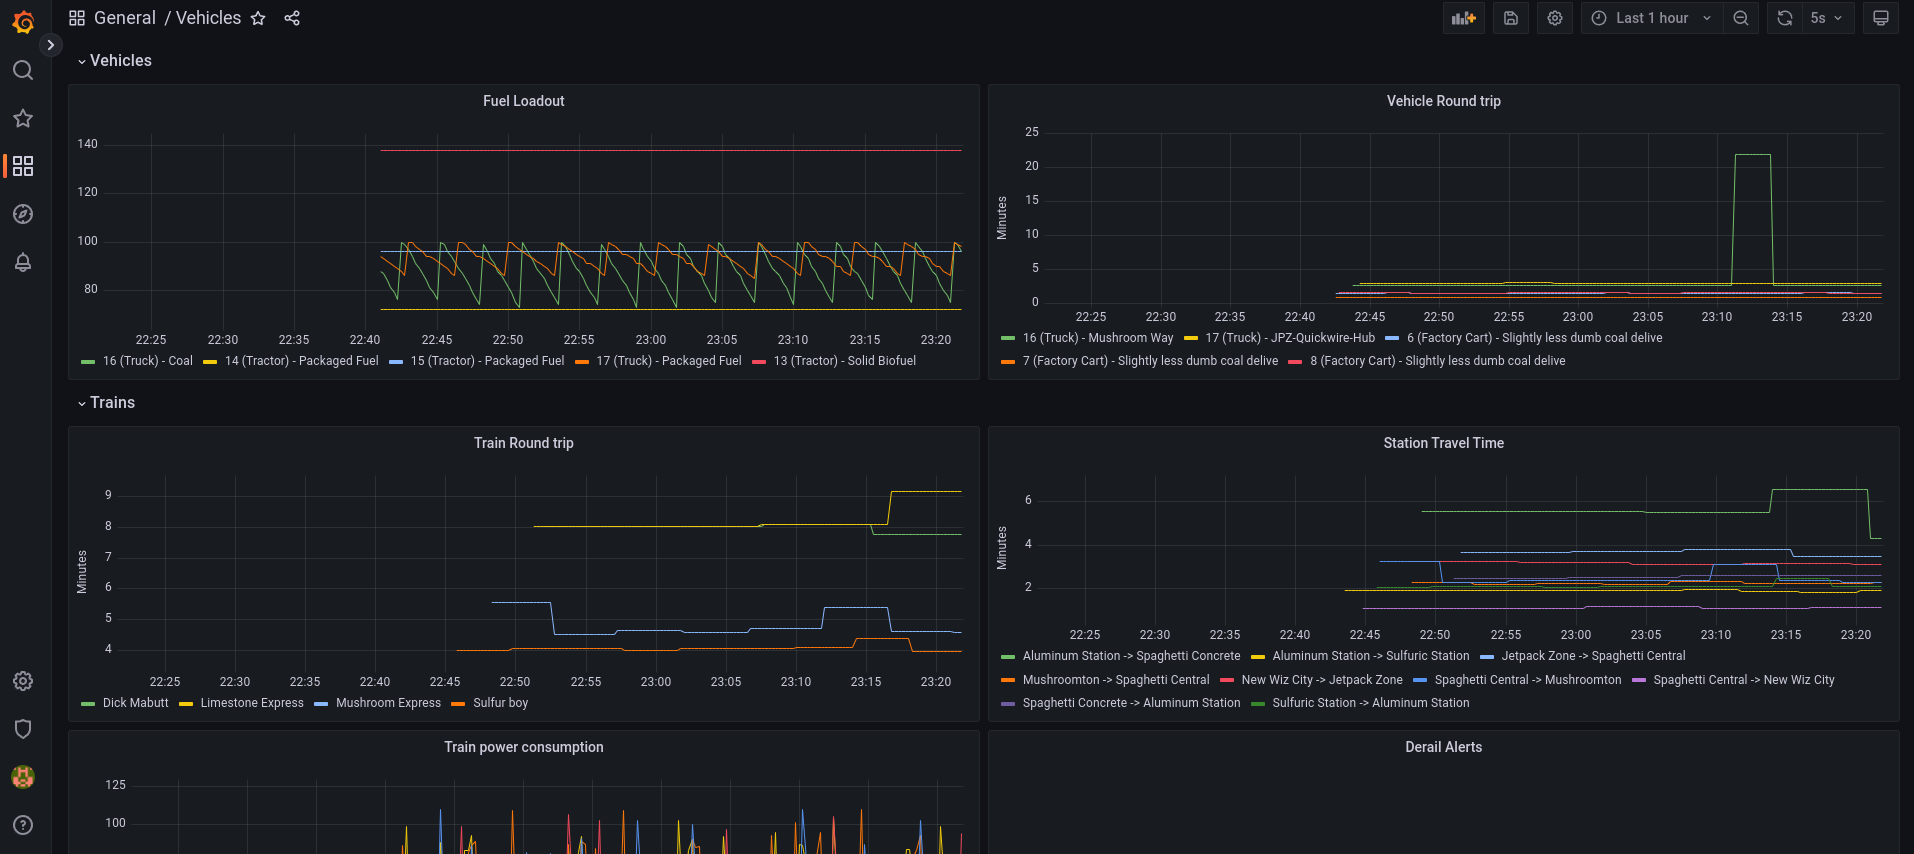 General / Vehicles
Last 1 hour
5s
Vehicles
Fuel Loadout
140
120
100
80
22:25 22:30 22:35 22:40 22:45 22:50 22:55 23:00 23:05 23:10 23:15 23:20
16 (Truck) - Coal 14 (Tractor) - Packaged Fuel 15 (Tractor) - Packaged Fuel 17 (Truck) - Packaged Fuel 13 (Tractor) - Solid Biofuel
Vehicle Round trip
Minutes
25
20
15
10
5
0
22:25 22:30 22:35 22:40 22:45 22:50 22:55 23:00 23:05 23:10 23:15 23:20
16 (Truck) - Mushroom Way 17 (Truck) - JPZ-Quickwire-Hub 6 (Factory Cart) - Slightly less dumb coal delive
7 (Factory Cart) - Slightly less dumb coal delive 8 (Factory Cart) - Slightly less dumb coal delive
Trains
Train Round trip
Minutes
9
8
7
6
5
4
22:25 22:30 22:35 22:40 22:45 22:50 22:55 23:00 23:05 23:10 23:15 23:20
Dick Mabutt Limestone Express Mushroom Express Sulfur boy
Station Travel Time
Minutes
6
4
2
22:25 22:30 22:35 22:40 22:45 22:50 22:55 23:00 23:05 23:10 23:15 23:20
Aluminum Station -> Spaghetti Concrete Aluminum Station -> Sulfuric Station Jetpack Zone -> Spaghetti Central
Mushroomton -> Spaghetti Central New Wiz City -> Jetpack Zone Spaghetti Central -> Mushroomton Spaghetti Central -> New Wiz City
Spaghetti Concrete -> Aluminum Station Sulfuric Station -> Aluminum Station
Train power consumption
125
100
Derail Alerts